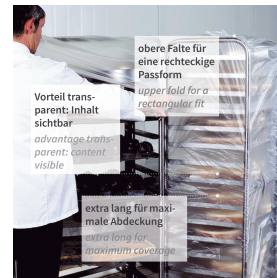 obere Falte für
eine rechteckige
Passform
upper fold for a
rectangular fit
Vorteil trans-
parent: Inhalt
sichtbar
advantage trans-
parent: content
visible
extra lang für maxi-
male Abdeckung
extra long for
maximum coverage